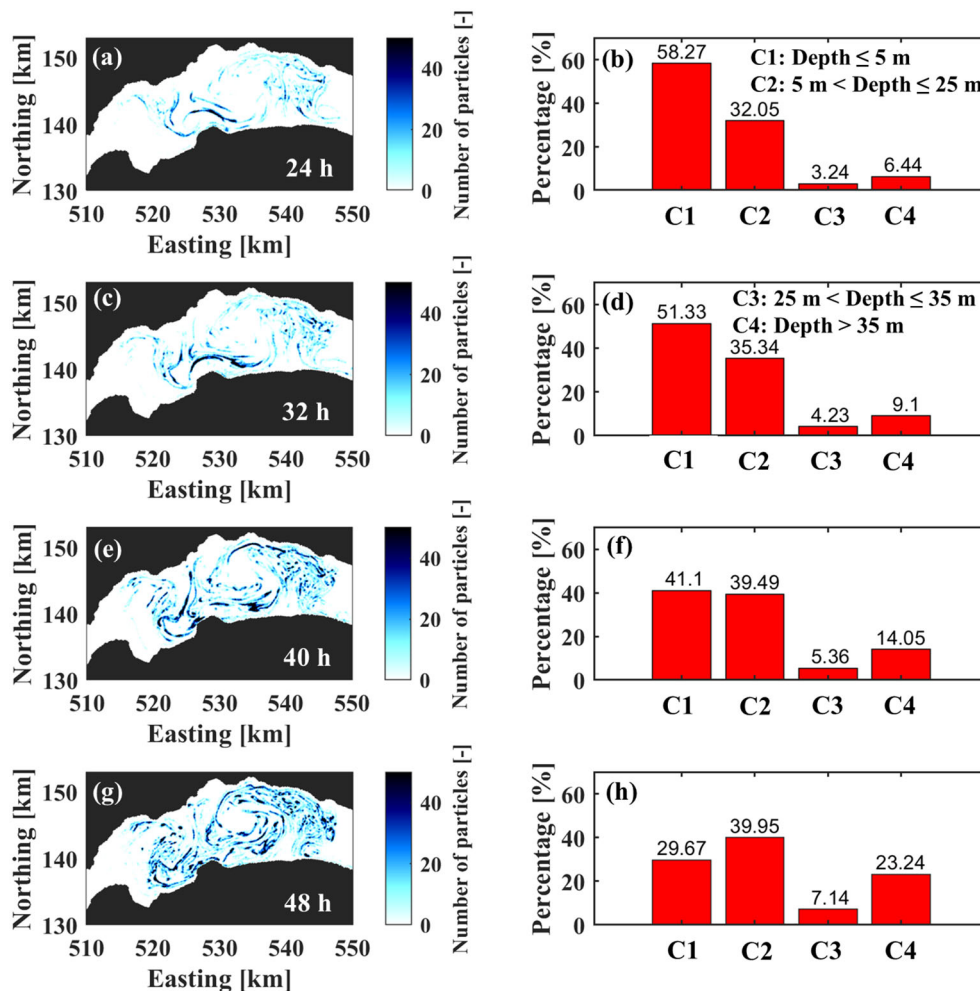 (a)
Northing [km]
150
140
130
24 h
510 520 530 540 550
Easting [km]
40
20
0
Number of particles [-]
(b)
Percentage [%]
60
40
20
0
58.27
32.05
3.24
6.44
C1: Depth ≤ 5 m
C2: 5 m < Depth ≤ 25 m
C1 C2 C3 C4
(c)
Northing [km]
150
140
130
32 h
510 520 530 540 550
Easting [km]
40
20
0
Number of particles [-]
(d)
Percentage [%]
60
40
20
0
51.33
35.34
4.23
9.1
C3: 25 m < Depth ≤ 35 m
C4: Depth > 35 m
C1 C2 C3 C4
(e)
Northing [km]
150
140
130
40 h
510 520 530 540 550
Easting [km]
40
20
0
Number of particles [-]
(f)
Percentage [%]
60
40
20
0
41.1
39.49
5.36
14.05
C1 C2 C3 C4
(g)
Northing [km]
150
140
130
48 h
510 520 530 540 550
Easting [km]
40
20
0
Number of particles [-]
(h)
Percentage [%]
60
40
20
0
29.67
39.95
7.14
23.24
C1 C2 C3 C4